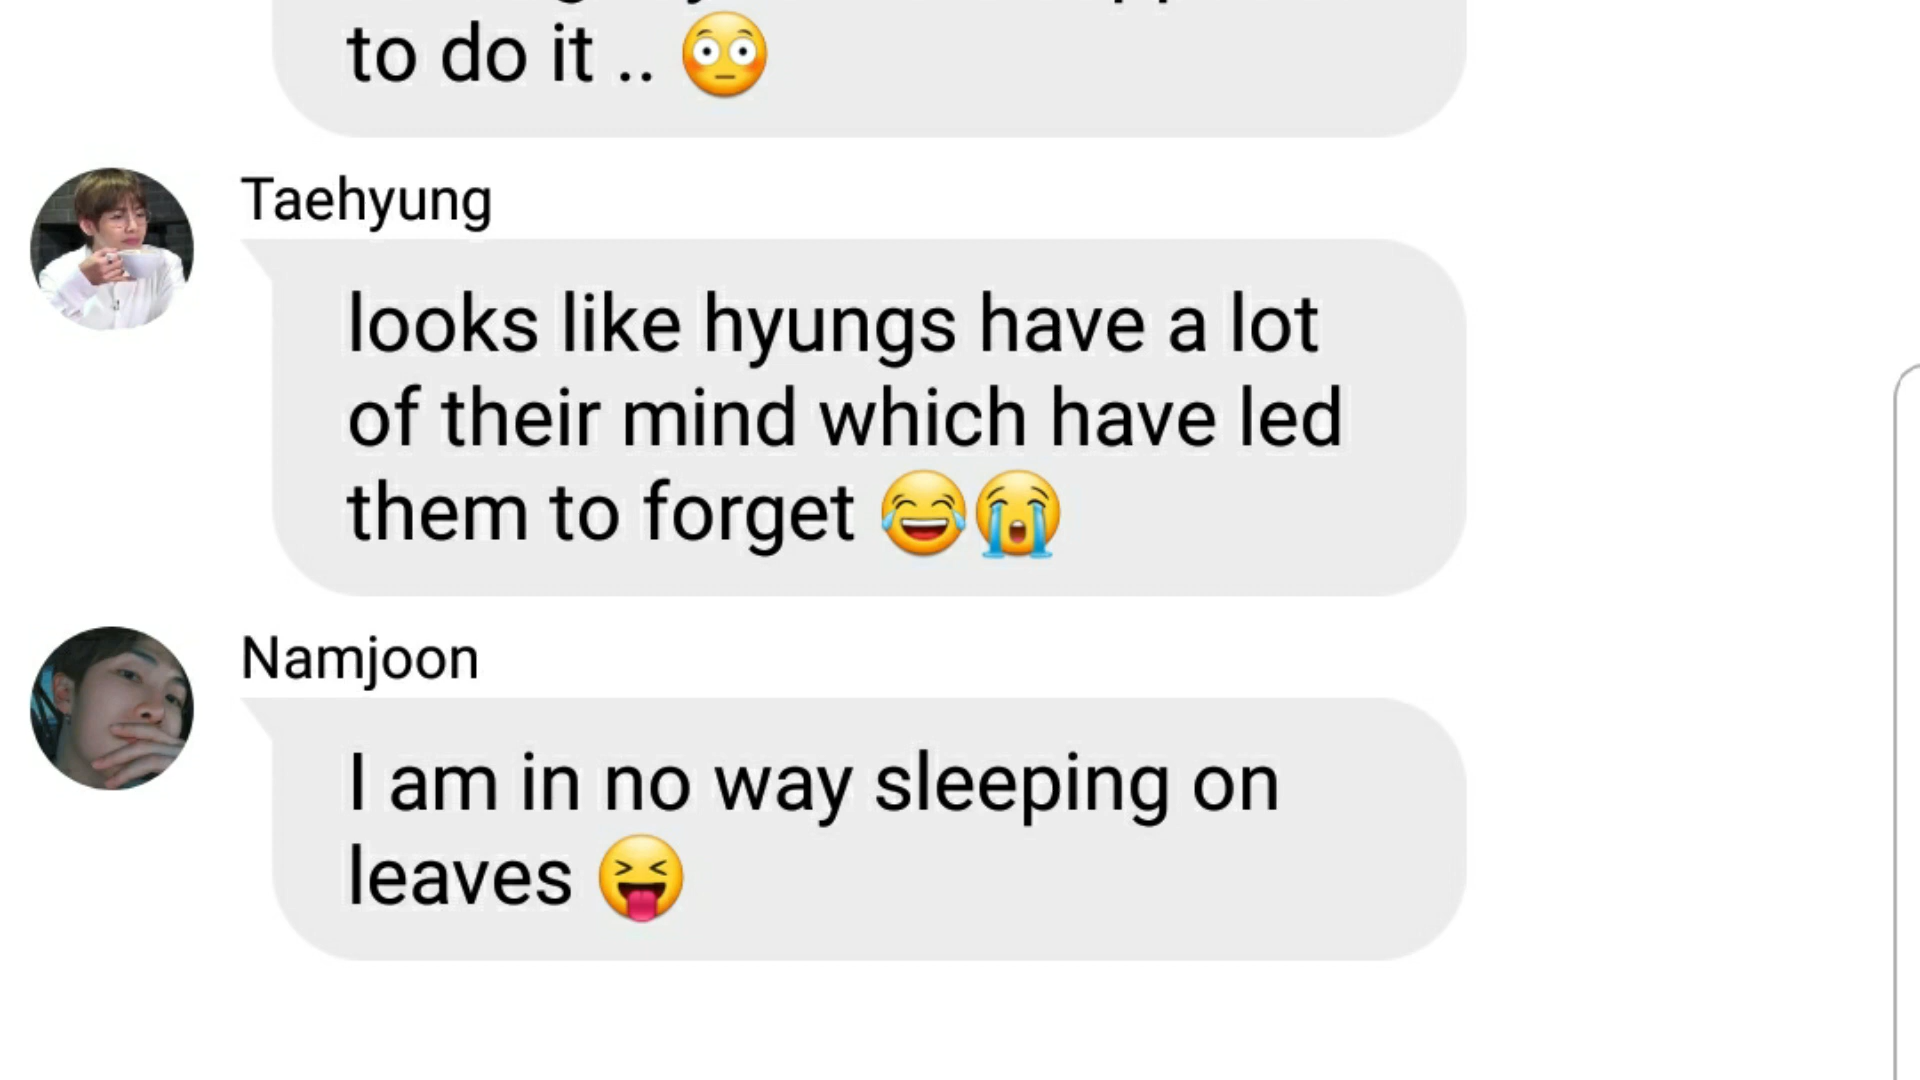 to do it .. 😳
Taehyung
looks like hyungs have a lot
of their mind which have led
them to forget 😂😭
Namjoon
I am in no way sleeping on
leaves 😝